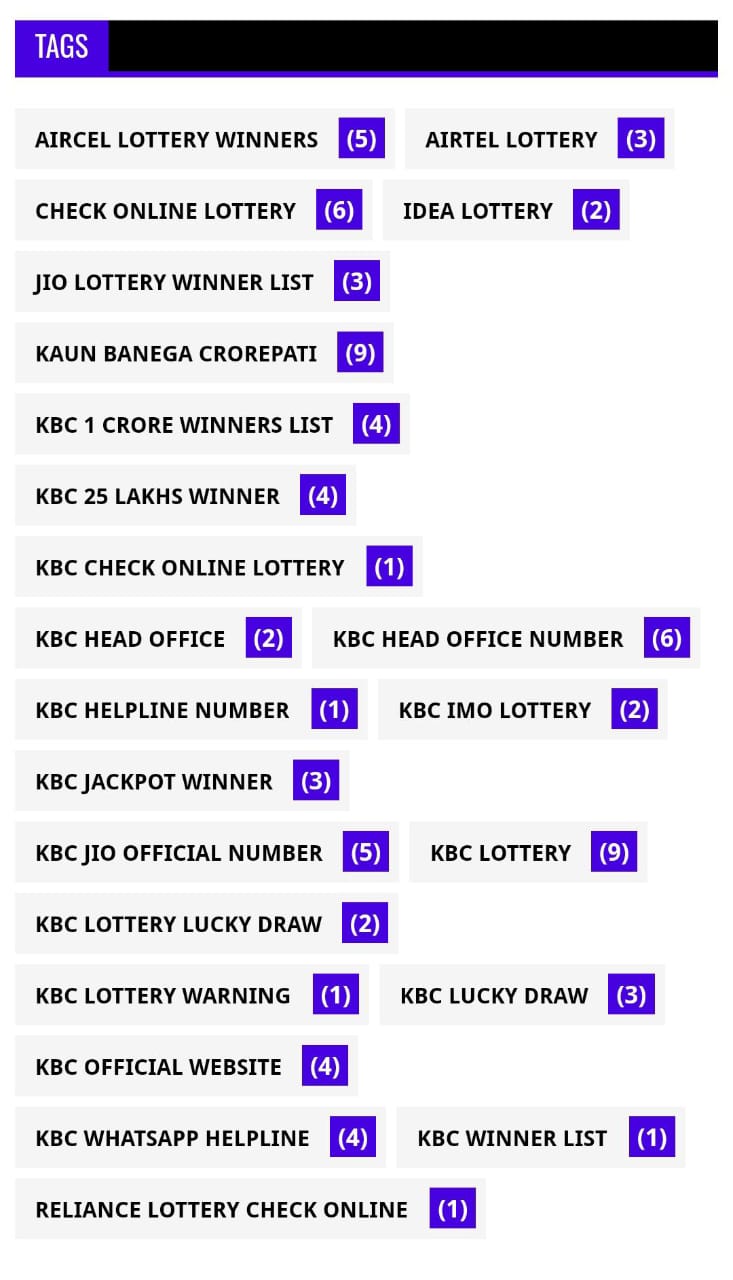 TAGS
AIRCEL LOTTERY WINNERS (5) AIRTEL LOTTERY (3)
CHECK ONLINE LOTTERY (6) IDEA LOTTERY (2)
JIO LOTTERY WINNER LIST (3)
KAUN BANEGA CROREPATI (9)
KBC 1 CRORE WINNERS LIST (4)
KBC 25 LAKHS WINNER (4)
KBC CHECK ONLINE LOTTERY (1)
KBC HEAD OFFICE (2) KBC HEAD OFFICE NUMBER (6)
KBC HELPLINE NUMBER (1) KBC IMO LOTTERY (2)
KBC JACKPOT WINNER (3)
KBC JIO OFFICIAL NUMBER (5) KBC LOTTERY (9)
KBC LOTTERY LUCKY DRAW (2)
KBC LOTTERY WARNING (1) KBC LUCKY DRAW (3)
KBC OFFICIAL WEBSITE (4)
KBC WHATSAPP HELPLINE (4) KBC WINNER LIST (1)
RELIANCE LOTTERY CHECK ONLINE (1)